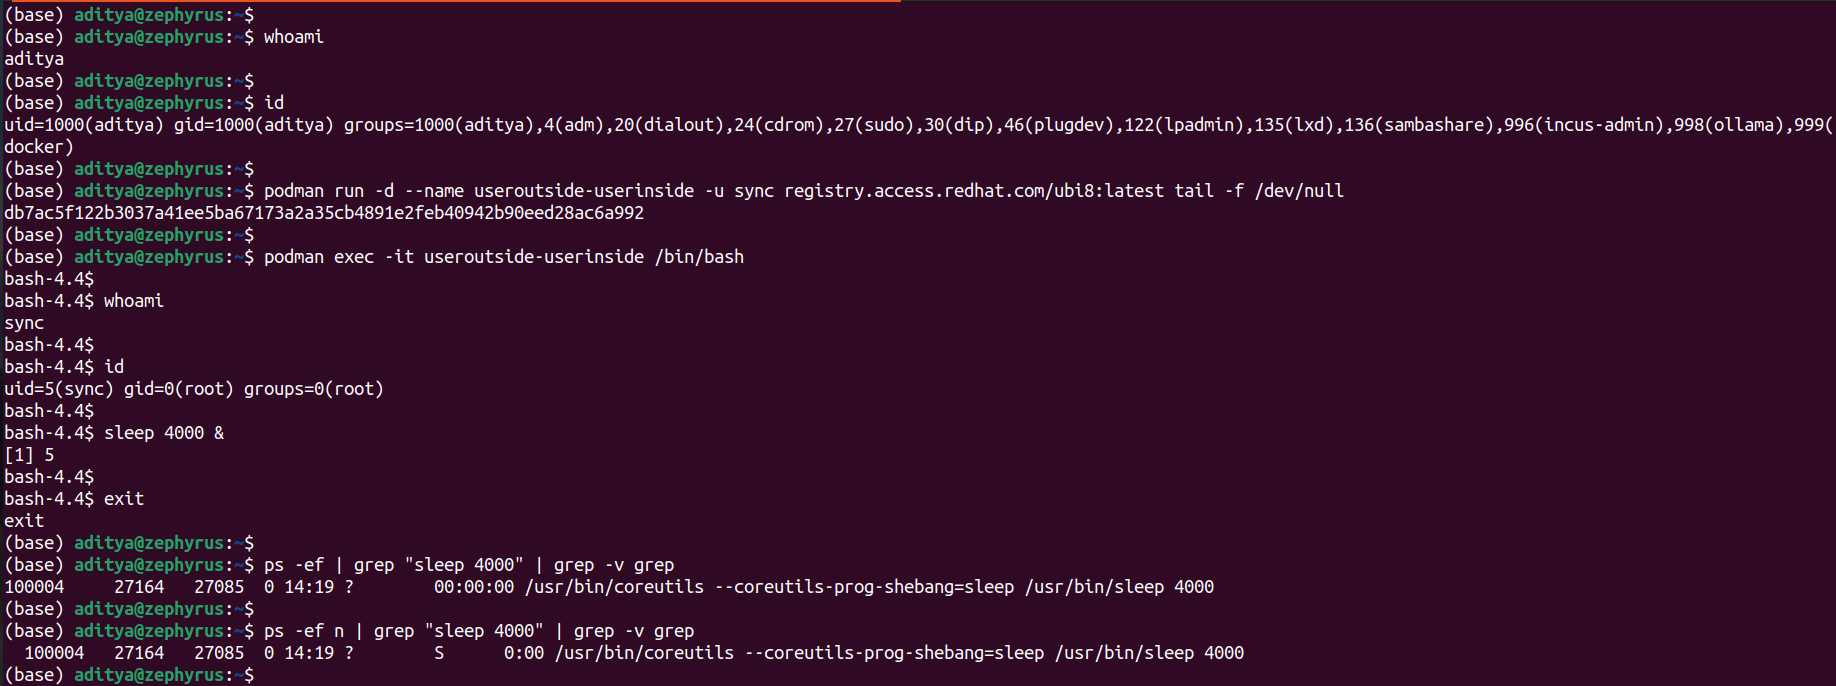 (base) aditya@zephyrus:~$
(base) aditya@zephyrus:~$ whoami
aditya
(base) aditya@zephyrus:~$
(base) aditya@zephyrus:~$ id
uid=1000(aditya) gid=1000(aditya) groups=1000(aditya),4(adm),20(dialout),24(cdrom),27(sudo),30(dip),46(plugdev),122(lpadmin),135(lxd),136(sambashare),996(incus-admin),998(ollama),999(
docker)
(base) aditya@zephyrus:~$
(base) aditya@zephyrus:~$ podman run -d --name useroutside-userinside -u sync registry.access.redhat.com/ubi8:latest tail -f /dev/null
db7ac5f122b3037a41ee5ba67173a2a35cb4891e2feb40942b90eed28ac6a992
(base) aditya@zephyrus:~$
(base) aditya@zephyrus:~$ podman exec -it useroutside-userinside /bin/bash
bash-4.4$
bash-4.4$ whoami
sync
bash-4.4$
bash-4.4$ id
uid=5(sync) gid=0(root) groups=0(root)
bash-4.4$
bash-4.4$ sleep 4000 &
[1] 5
bash-4.4$
bash-4.4$ exit
exit
(base) aditya@zephyrus:~$
(base) aditya@zephyrus:~$ ps -ef | grep "sleep 4000" | grep -v grep
100004     27164   27085  0 14:19 ?        00:00:00 /usr/bin/coreutils --coreutils-prog-shebang=sleep /usr/bin/sleep 4000
(base) aditya@zephyrus:~$
(base) aditya@zephyrus:~$ ps -ef n | grep "sleep 4000" | grep -v grep
  100004   27164   27085  0 14:19 ?        S      0:00 /usr/bin/coreutils --coreutils-prog-shebang=sleep /usr/bin/sleep 4000
(base) aditya@zephyrus:~$